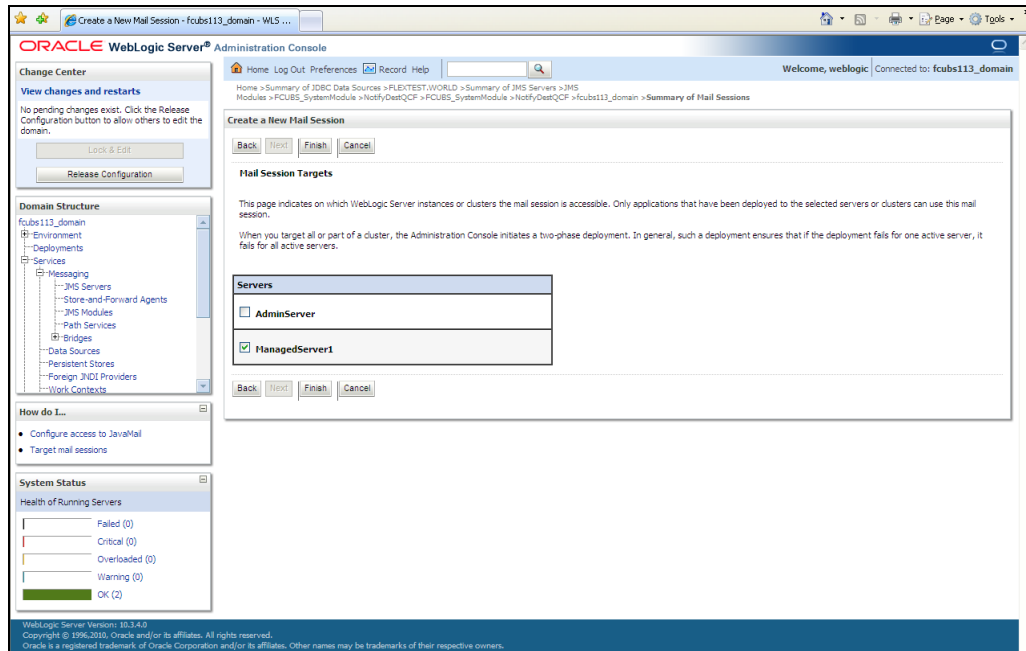 Create a New Mail Session - fcubs113_domain - WLS ...
Page
Tools
ORACLE WebLogic Server® Administration Console
Change Center
View changes and restarts
No pending changes exist. Click the Release
Configuration button to allow others to edit the
domain.
Lock & Edit
Release Configuration
Domain Structure
fcubs113_domain
Environment
Deployments
Services
Messaging
JMS Servers
Store-and-Forward Agents
JMS Modules
Path Services
Bridges
Data Sources
Persistent Stores
Foreign JNDI Providers
Work Contexts
How do I...
Configure access to JavaMail
Target mail sessions
System Status
Health of Running Servers
Failed (0)
Critical (0)
Overloaded (0)
Warning (0)
OK (2)
Home Log Out Preferences Record Help
Welcome, weblogic Connected to: fcubs113_domain
Home >Summary of JDBC Data Sources >FLEXTEST.WORLD >Summary of JMS Servers >JMS
Modules >FCUBS_SystemModule >NotifyDestQCF >FCUBS_SystemModule >NotifyDestQCF >fcubs113_domain >Summary of Mail Sessions
Create a New Mail Session
Back Next Finish Cancel
Mail Session Targets
This page indicates on which WebLogic Server instances or clusters the mail session is accessible. Only applications that have been deployed to the selected servers or clusters can use this mail
session.
When you target all or part of a cluster, the Administration Console initiates a two-phase deployment. In general, such a deployment ensures that if the deployment fails for one active server, it
fails for all active servers.
Servers
AdminServer
ManagedServer1
Back Next Finish Cancel
WebLogic Server Version: 10.3.4.0
Copyright © 1996,2010, Oracle and/or its affiliates. All rights reserved.
Oracle is a registered trademark of Oracle Corporation and/or its affiliates. Other names may be trademarks of their respective owners.